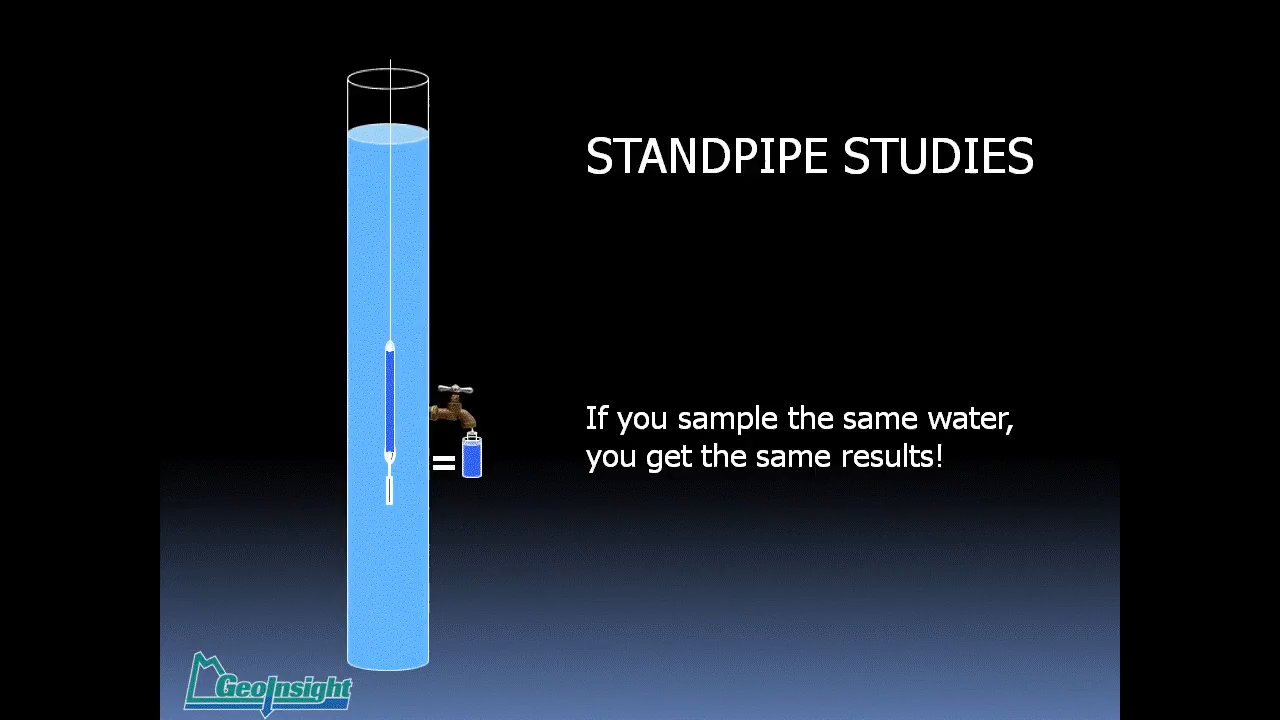 STANDPIPE STUDIES
If you sample the same water,
you get the same results!
=
GeoInsight